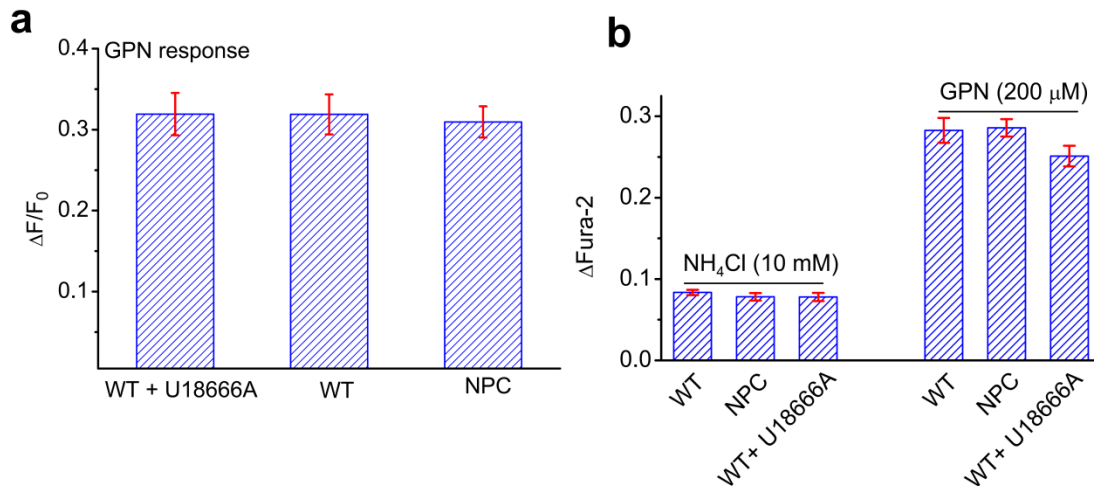 a
GPN response
0.4
0.3
0.2
0.1
ΔF/F₀
WT + U18666A
WT
NPC
b
GPN (200 μM)
NH₄Cl (10 mM)
0.3
0.2
0.1
0.0
ΔFura-2
WT
NPC
WT+ U18666A
WT
NPC
WT+ U18666A